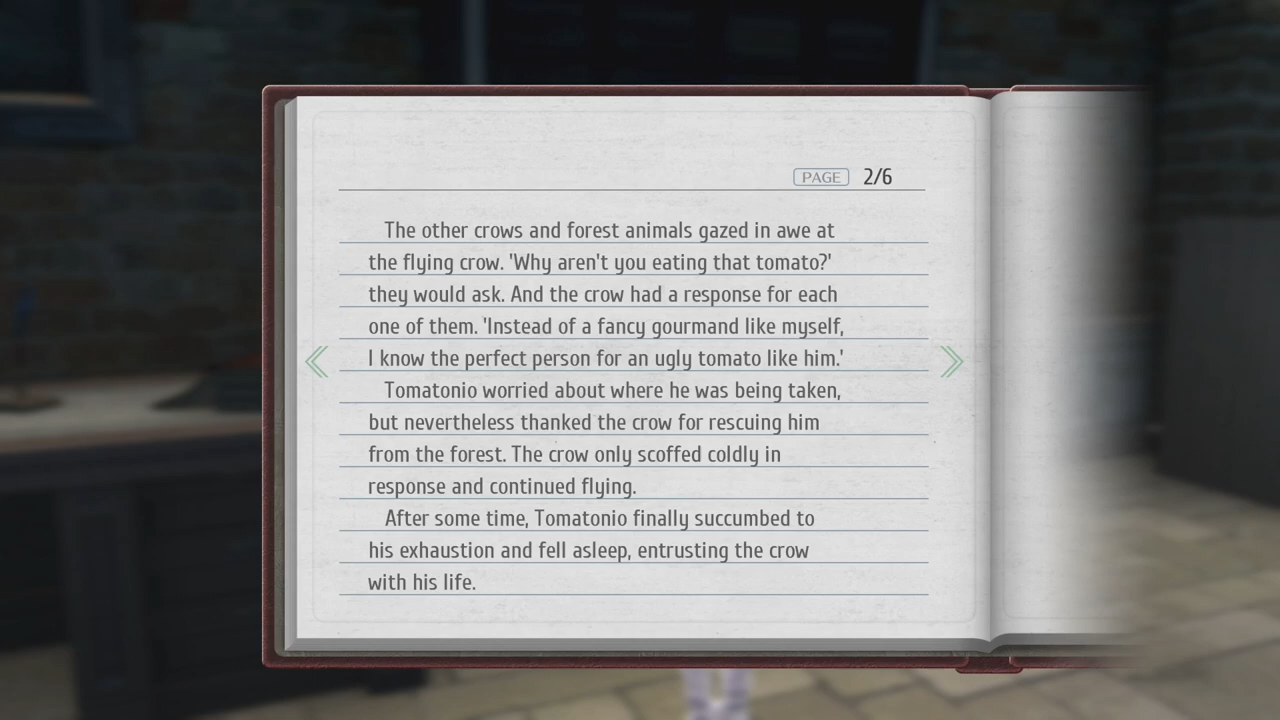 PAGE 2/6
The other crows and forest animals gazed in awe at
the flying crow. 'Why aren't you eating that tomato?'
they would ask. And the crow had a response for each
one of them. 'Instead of a fancy gourmand like myself,
I know the perfect person for an ugly tomato like him.'
Tomatonio worried about where he was being taken,
but nevertheless thanked the crow for rescuing him
from the forest. The crow only scoffed coldly in
response and continued flying.
After some time, Tomatonio finally succumbed to
his exhaustion and fell asleep, entrusting the crow
with his life.